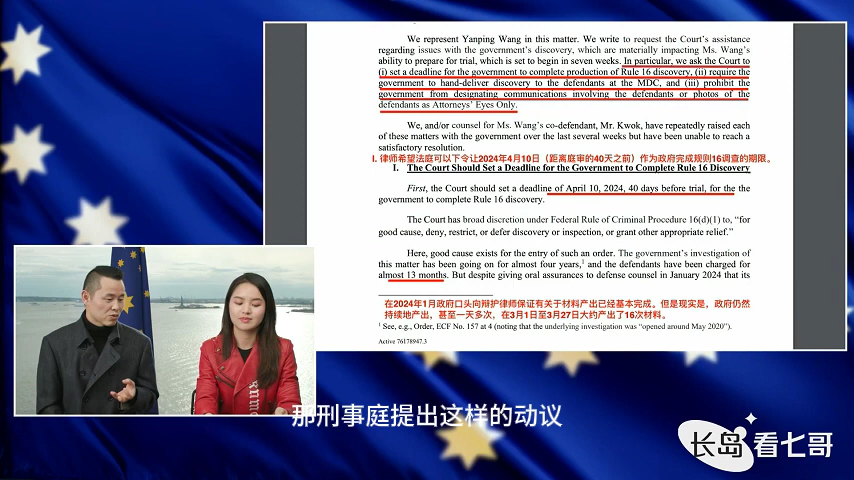 We represent Yanping Wang in this matter. We write to request the Court's assistance
regarding issues with the government's discovery, which are materially impacting Ms. Wang's
ability to prepare for trial, which is set to begin in seven weeks. In particular, we ask the Court to
(i) set a deadline for the government to complete production of Rule 16 discovery, (ii) require the
government to hand-deliver discovery to the defendants at the MDC, and (iii) prohibit the
government from designating communications involving the defendants or photos of the
defendants as Attorneys' Eyes Only.
We, and/or counsel for Ms. Wang's co-defendant, Mr. Kwok, have repeatedly raised each
of these matters with the government over the last several weeks but have been unable to reach a
satisfactory resolution.
I. 律师希望法庭可以下令让2024年4月10日（距离庭审的40天之前）作为政府完成规则16调查的期限。
I. The Court Should Set a Deadline for the Government to Complete Rule 16 Discovery
First, the Court should set a deadline of April 10, 2024, 40 days before trial, for the
government to complete Rule 16 discovery.
The Court has broad discretion under Federal Rule of Criminal Procedure 16(d)(1) to, "for
good cause, deny, restrict, or defer discovery or inspection, or grant other appropriate relief."
Here, good cause exists for the entry of such an order. The government's investigation of
this matter has been going on for almost four years,1 and the defendants have been charged for
almost 13 months. But despite giving oral assurances to defense counsel in January 2024 that its
在2024年1月政府口头向辩护律师保证有关于材料产出已经基本完成。但是现实是，政府仍然
持续地产出，甚至一天多次，在3月1日至3月27日大约产出了16次材料。
1 See, e.g., Order, ECF No. 157 at 4 (noting that the underlying investigation was "opened around May 2020").
Active 76178947.3
那刑事庭提出这样的动议
长岛看七哥